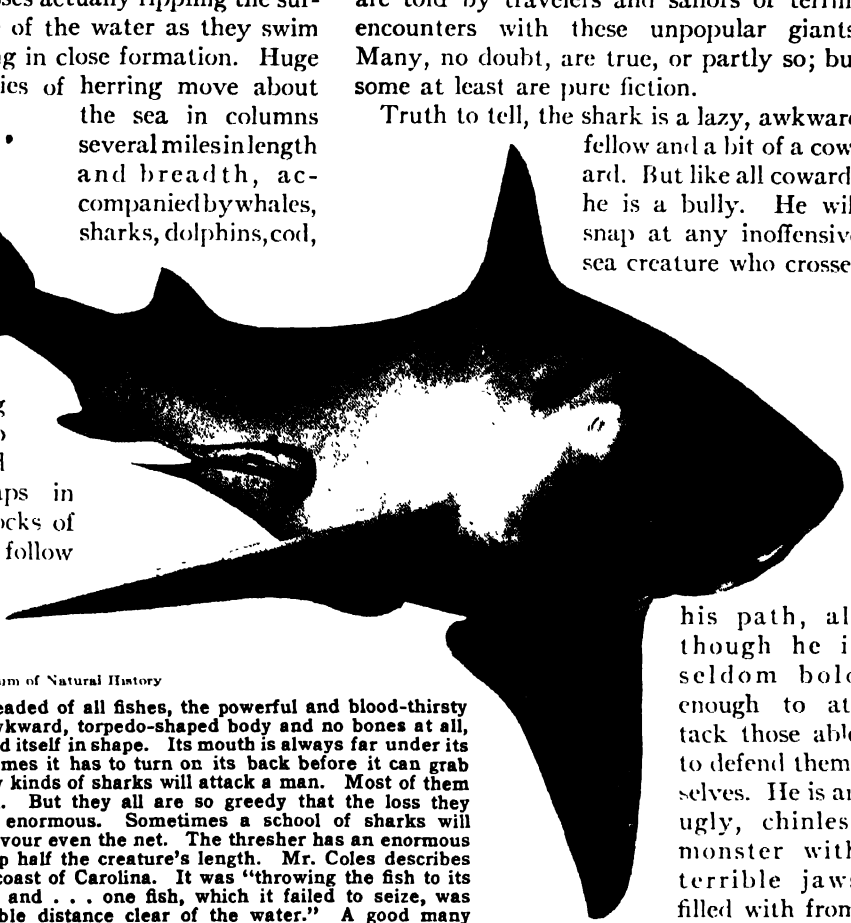 ses actually rippling the sur-
of the water as they swim
g in close formation. Huge
ies of herring move about
the sea in columns
several miles in length
and breadth, ac-
companied by whales,
sharks, dolphins, cod,
aps in
ocks of
follow
um of Natural History
eaded of all fishes, the powerful and blood-thirsty
wkward, torpedo-shaped body and no bones at all,
d itself in shape. Its mouth is always far under its
mes it has to turn on its back before it can grab
y kinds of sharks will attack a man. Most of them
. But they all are so greedy that the loss they
enormous. Sometimes a school of sharks will
vour even the net. The thresher has an enormous
p half the creature's length. Mr. Coles describes
coast of Carolina. It was "throwing the fish to its
and . . . one fish, which it failed to seize, was
ble distance clear of the water." A good many
are told by travelers and sailors of terrifi
encounters with these unpopular giants
Many, no doubt, are true, or partly so; bu
some at least are pure fiction.
Truth to tell, the shark is a lazy, awkward
fellow and a bit of a cow
ard. But like all coward
he is a bully. He wil
snap at any inoffensiv
sea creature who crosse
his path, al
though he i
seldom bold
enough to at
tack those able
to defend them
selves. He is an
ugly, chinles
monster with
terrible jaws
filled with from